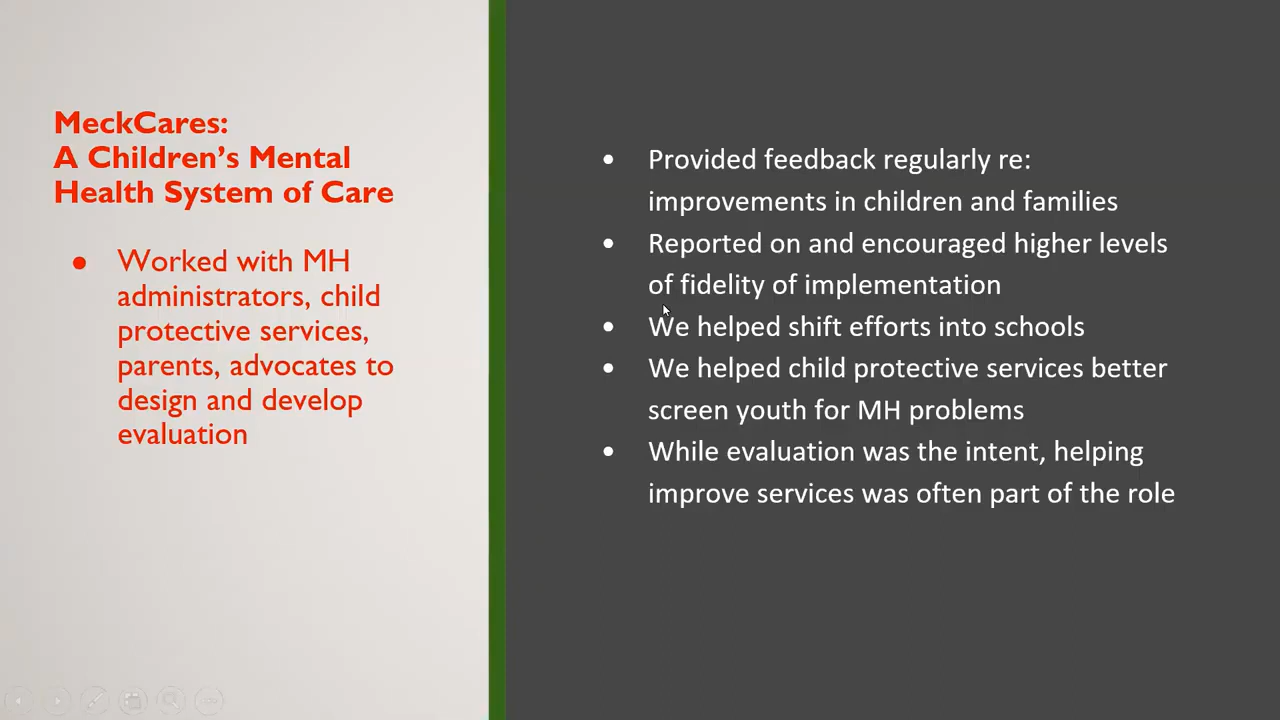 MeckCares:
A Children's Mental
Health System of Care
● Worked with MH
administrators, child
protective services,
parents, advocates to
design and develop
evaluation
• Provided feedback regularly re:
improvements in children and families
• Reported on and encouraged higher levels
of fidelity of implementation
• We helped shift efforts into schools
• We helped child protective services better
screen youth for MH problems
• While evaluation was the intent, helping
improve services was often part of the role